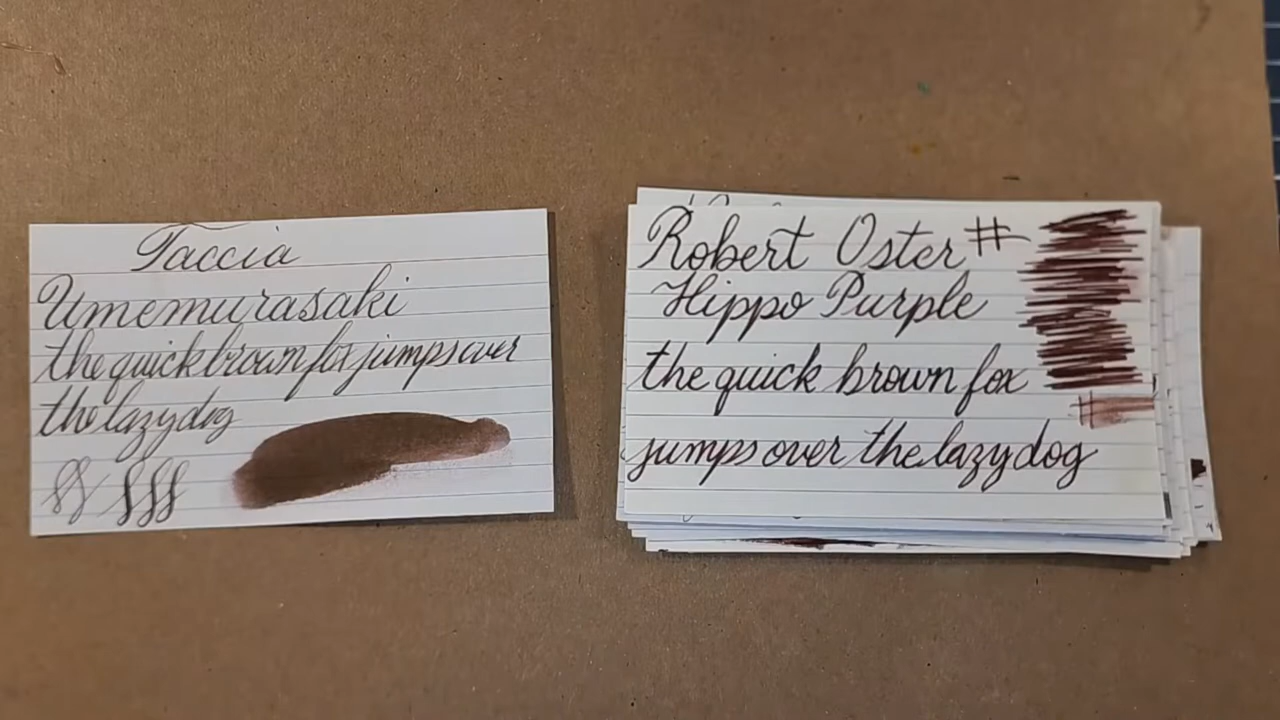 Taccia
Umemurasaki
the quick brown fox jumps over
the lazy dog
Robert Oster #
Hippo Purple
the quick brown fox
jumps over the lazy dog